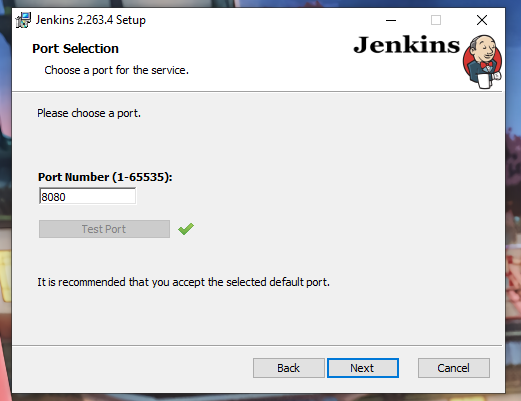 Jenkins 2.263.4 Setup
Port Selection
Choose a port for the service.
Jenkins
Please choose a port.
Port Number (1-65535):
8080
Test Port
It is recommended that you accept the selected default port.
Back
Next
Cancel